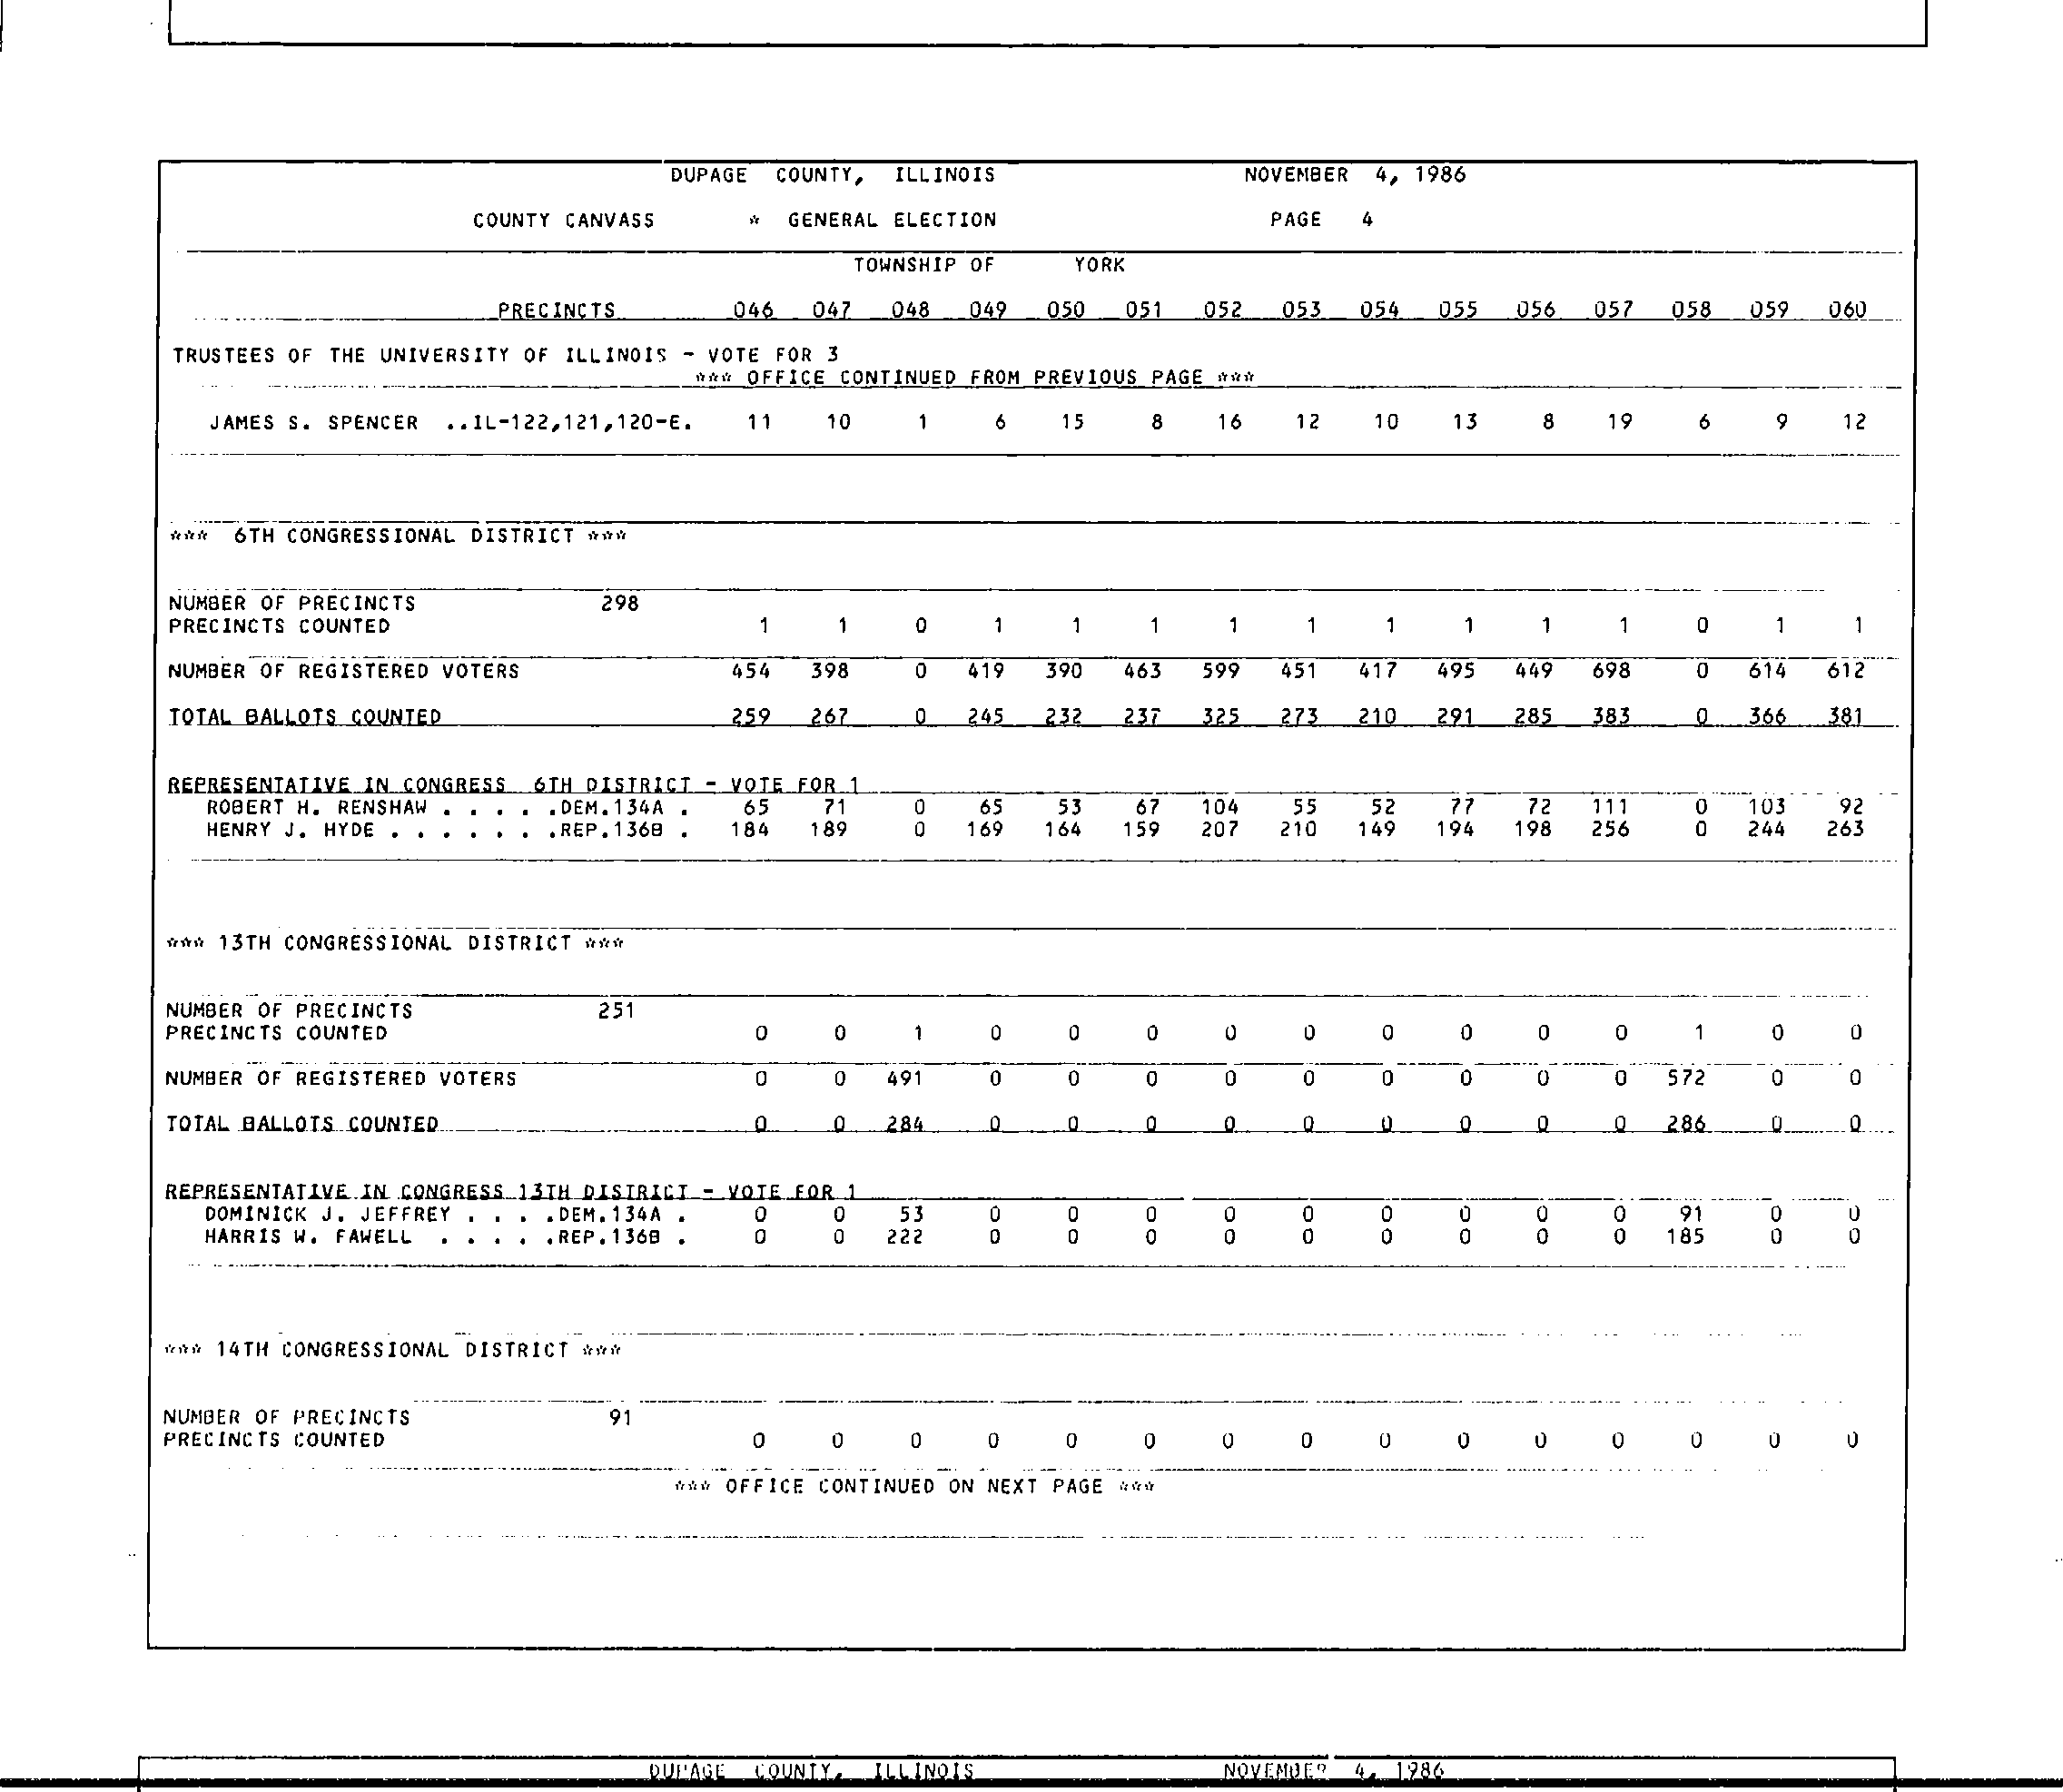 DUPAGE COUNTY, ILLINOIS NOVEMBER 4, 1986
COUNTY CANVASS * GENERAL ELECTION PAGE 4
TOWNSHIP OF YORK
PRECINCTS 046 047 048 049 050 051 052 053 054 055 056 057 058 059 060
TRUSTEES OF THE UNIVERSITY OF ILLINOIS - VOTE FOR 3
*** OFFICE CONTINUED FROM PREVIOUS PAGE ***
JAMES S. SPENCER ..IL-122,121,120-E. 11 10 1 6 15 8 16 12 10 13 8 19 6 9 12
*** 6TH CONGRESSIONAL DISTRICT ***
NUMBER OF PRECINCTS 298
PRECINCTS COUNTED 1 1 0 1 1 1 1 1 1 1 1 1 0 1 1
NUMBER OF REGISTERED VOTERS 454 398 0 419 390 463 599 451 417 495 449 698 0 614 612
TOTAL BALLOTS COUNTED 259 267 0 245 232 237 325 273 210 291 285 383 0 366 381
REPRESENTATIVE IN CONGRESS 6TH DISTRICT - VOTE FOR 1
ROBERT H. RENSHAW . . . . .DEM.134A . 65 71 0 65 53 67 104 55 52 77 72 111 0 103 92
HENRY J. HYDE . . . . . . .REP.136B . 184 189 0 169 164 159 207 210 149 194 198 256 0 244 263
*** 13TH CONGRESSIONAL DISTRICT ***
NUMBER OF PRECINCTS 251
PRECINCTS COUNTED 0 0 1 0 0 0 0 0 0 0 0 0 1 0 0
NUMBER OF REGISTERED VOTERS 0 0 491 0 0 0 0 0 0 0 0 0 572 0 0
TOTAL BALLOTS COUNTED 0 0 284 0 0 0 0 0 0 0 0 0 286 0 0
REPRESENTATIVE IN CONGRESS 13TH DISTRICT - VOTE FOR 1
DOMINICK J. JEFFREY . . . .DEM.134A . 0 0 53 0 0 0 0 0 0 0 0 0 91 0 0
HARRIS W. FAWELL . . . . .REP.136B . 0 0 222 0 0 0 0 0 0 0 0 0 185 0 0
*** 14TH CONGRESSIONAL DISTRICT ***
NUMBER OF PRECINCTS 91
PRECINCTS COUNTED 0 0 0 0 0 0 0 0 0 0 0 0 0 0 0
*** OFFICE CONTINUED ON NEXT PAGE ***
DUPAGE COUNTY, ILLINOIS NOVEMBER 4, 1986